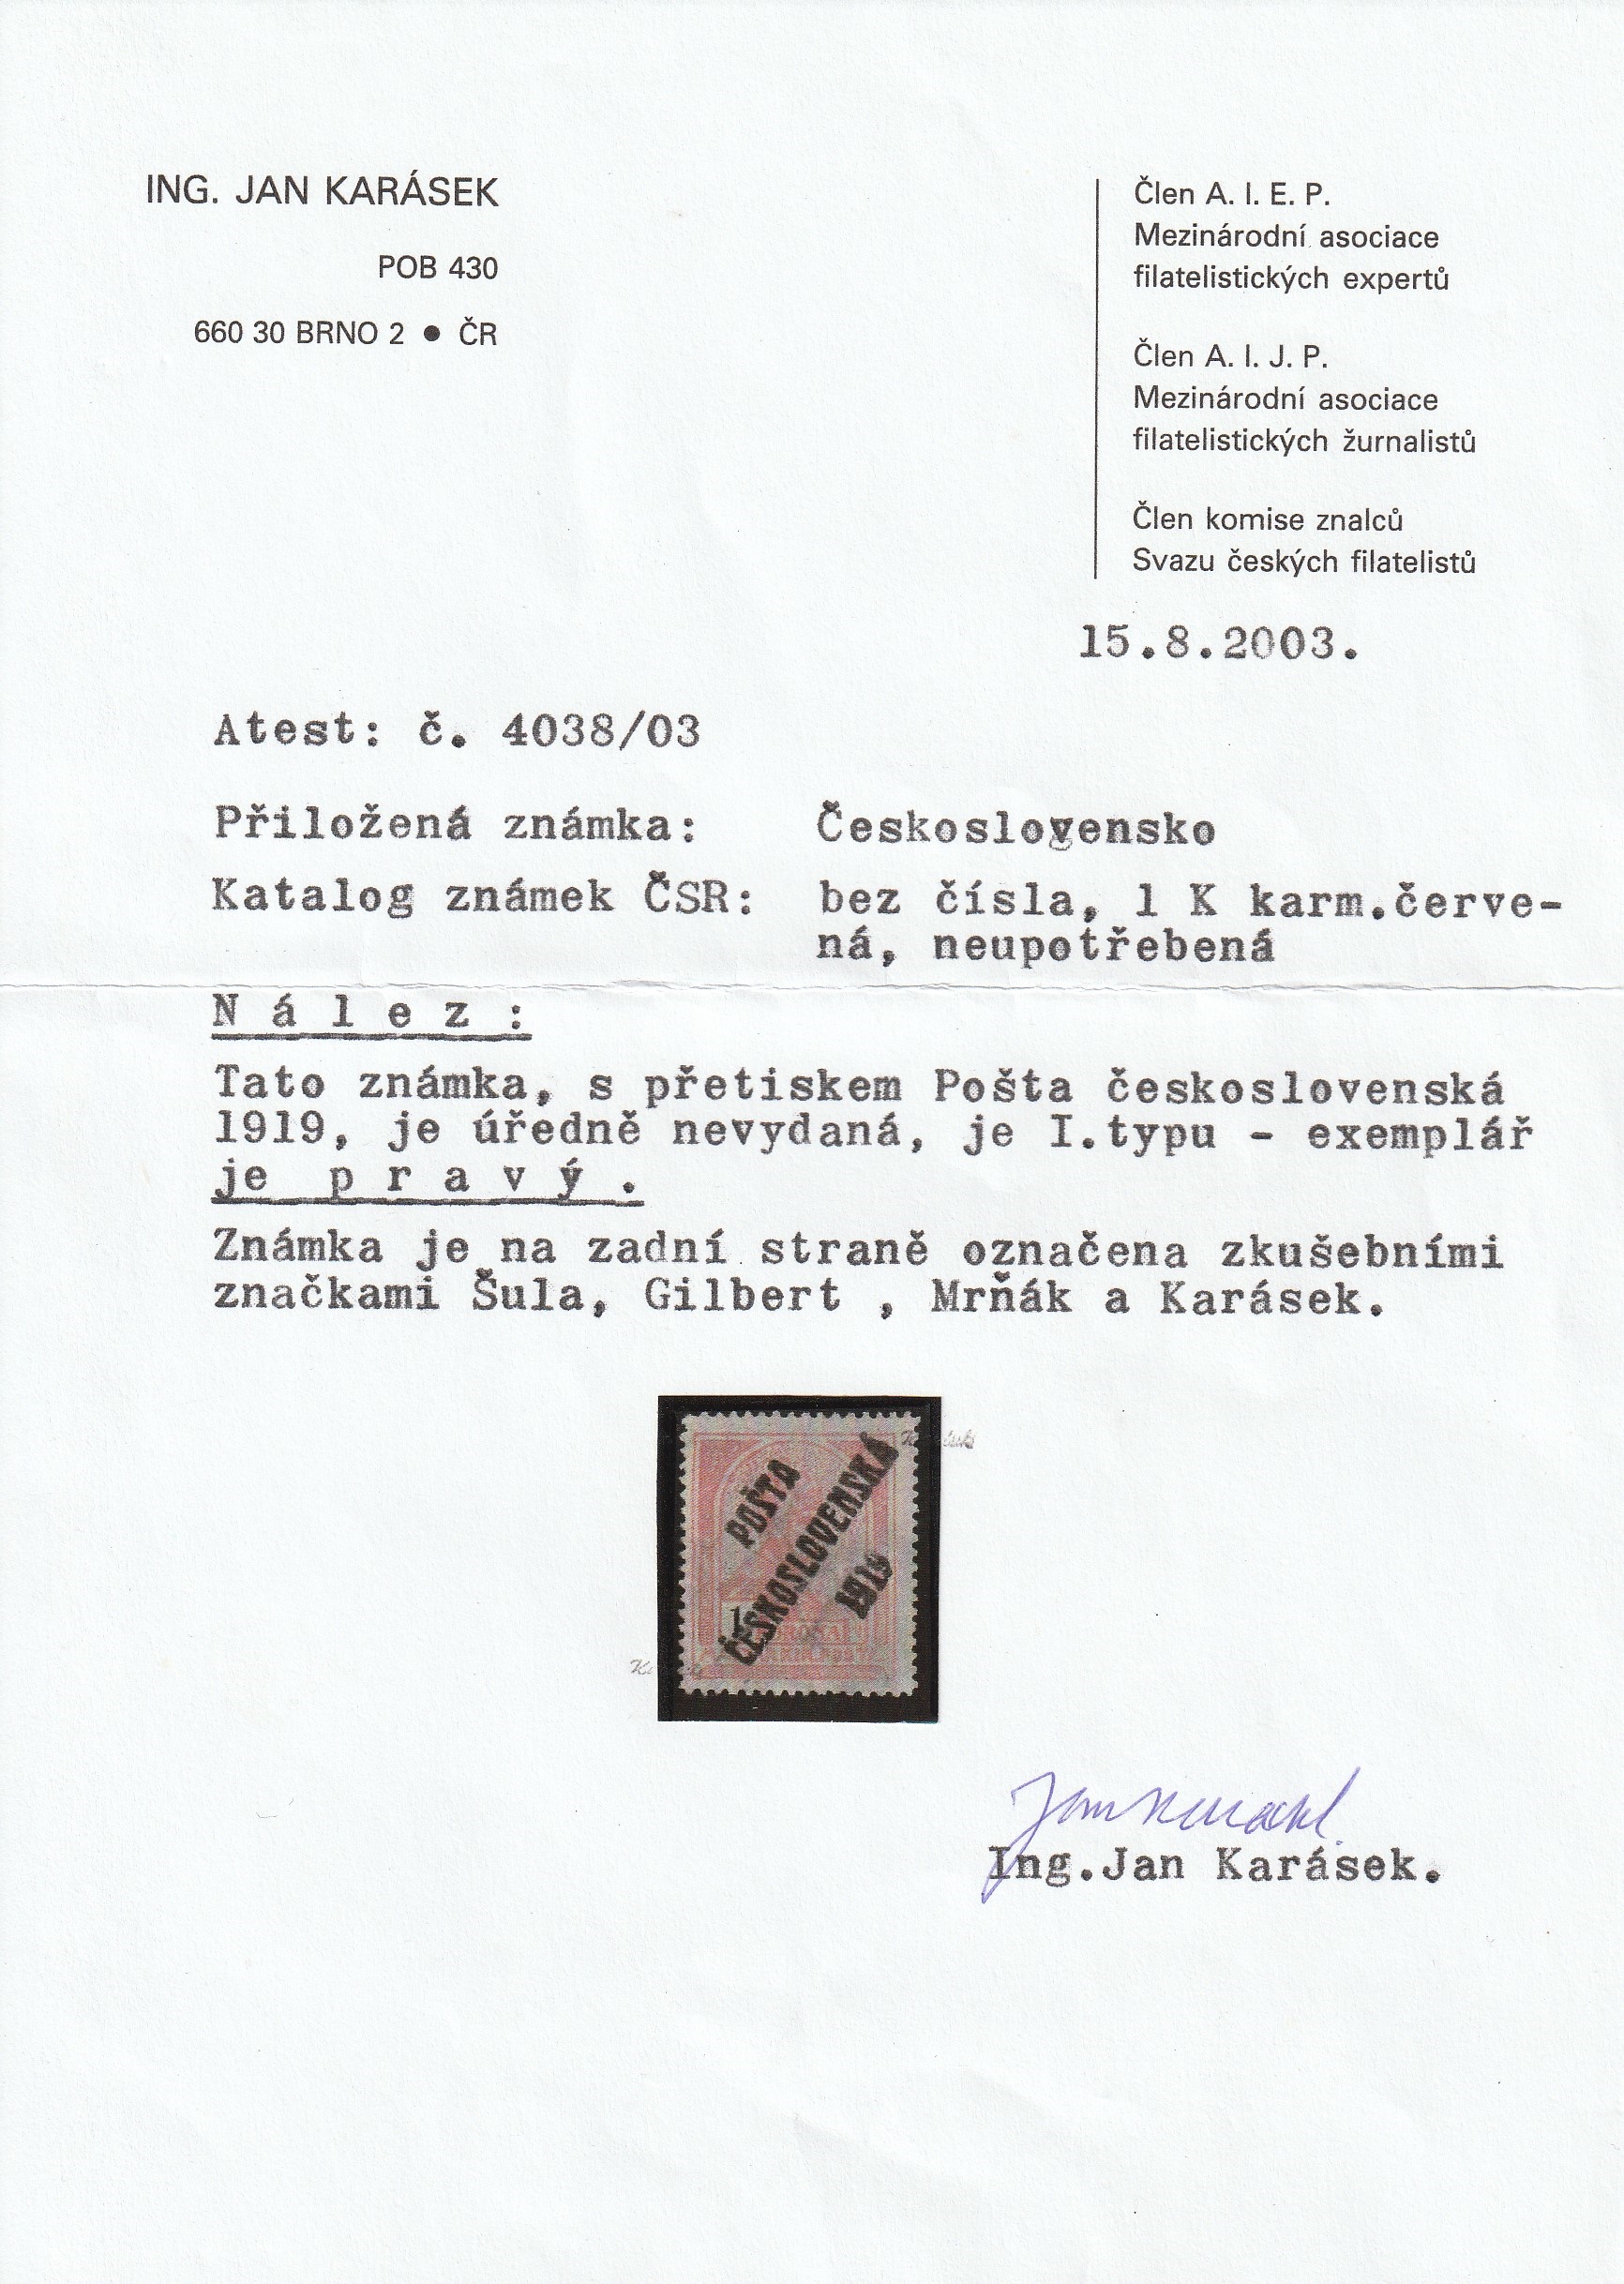 ING. JAN KARÁSEK
POB 430
660 30 BRNO 2 ● ČR
Člen A. I. E. P.
Mezinárodní asociace
filatelistických expertů
Člen A. I. J. P.
Mezinárodní asociace
filatelistických žurnalistů
Člen komise znalců
Svazu českých filatelistů
15.8.2003.
Atest: č. 4038/03
Přiložená známka: Československo
Katalog známek ČSR: bez čísla, 1 K karm.červe-
ná, neupotřebená
N á l e z :
Tato známka, s přetiskem Pošta československá
1919, je úředně nevydaná, je I.typu - exemplář
je p r a v ý .
Známka je na zadní straně označena zkušebními
značkami Šula, Gilbert , Mrňák a Karásek.
POŠTA
ČESKOSLOVENSKÁ
1919
Ing.Jan Karásek.